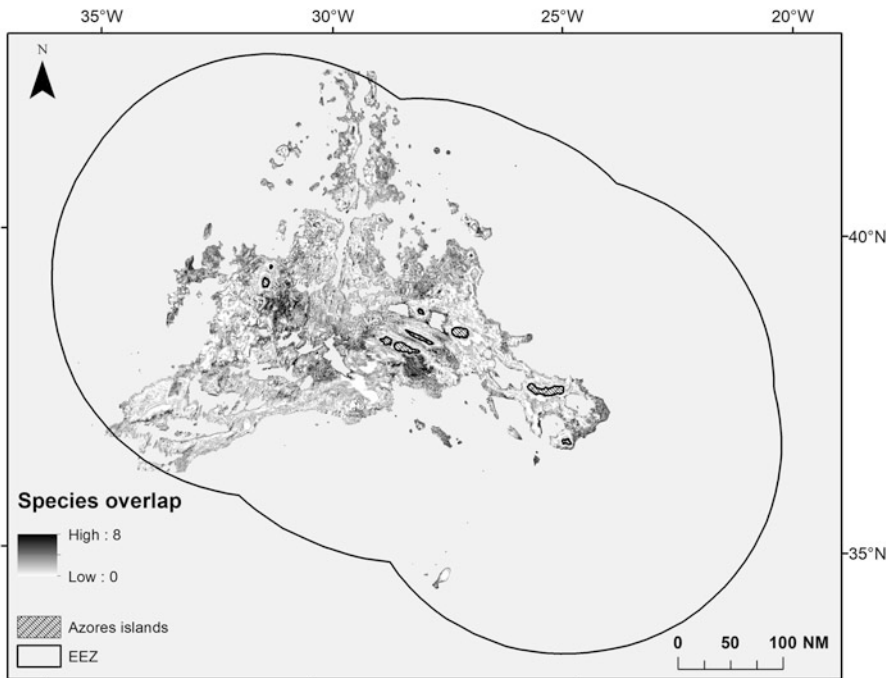 35°W 30°W 25°W 20°W
N
40°N
Species overlap
High : 8
Low : 0
35°N
Azores islands
EEZ
0 50 100 NM